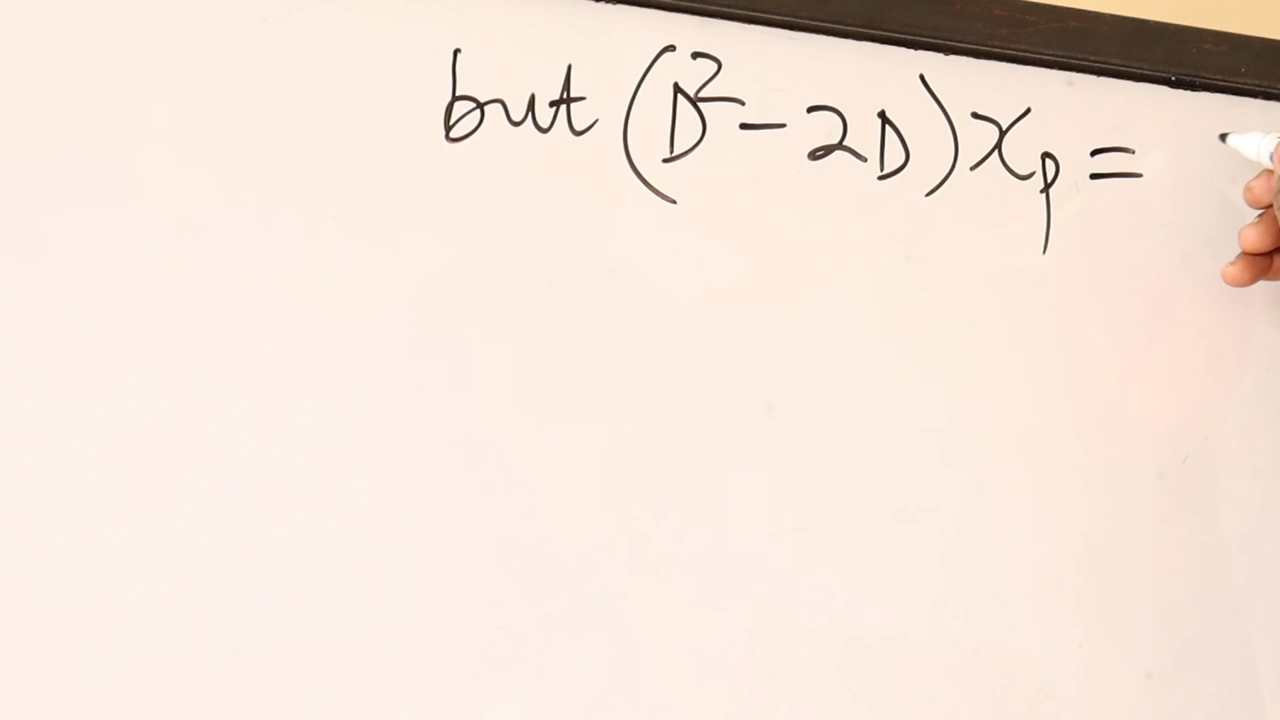 but (D² - 2D)xₚ =